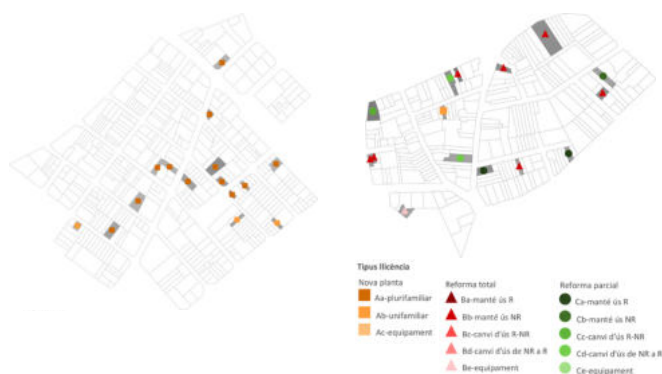 Tipus llicència
Nova planta
Aa-plurifamiliar
Ab-unifamiliar
Ac-equipament
Reforma total
Ba-manté ús R
Bb-manté ús NR
Bc-canvi d'ús R-NR
Bd-canvi d'ús de NR a R
Be-equipament
Reforma parcial
Ca-manté ús R
Cb-manté ús NR
Cc-canvi d'ús R-NR
Cd-canvi d'ús de NR a R
Ce-equipament